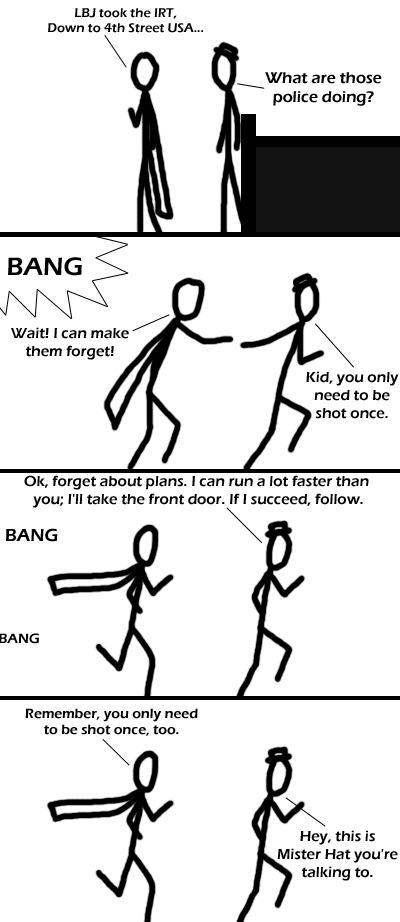 LBJ took the IRT,
Down to 4th Street USA...
What are those
police doing?
BANG
Wait! I can make
them forget!
Kid, you only
need to be
shot once.
Ok, forget about plans. I can run a lot faster than
you; I'll take the front door. If I succeed, follow.
BANG
BANG
Remember, you only need
to be shot once, too.
Hey, this is
Mister Hat you're
talking to.